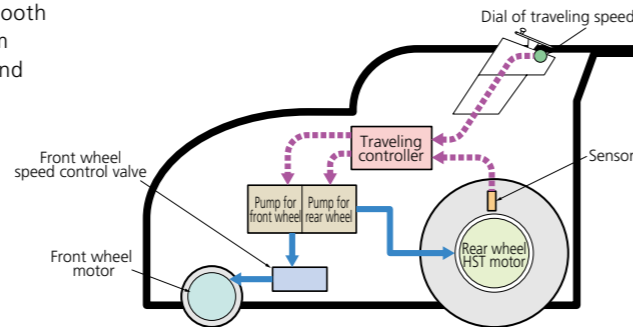 ooth
m
nd
Dial of traveling speed
Traveling
controller
Sensor
Front wheel
speed control valve
Pump for
front wheel
Pump for
rear wheel
Rear wheel
HST motor
Front wheel
motor